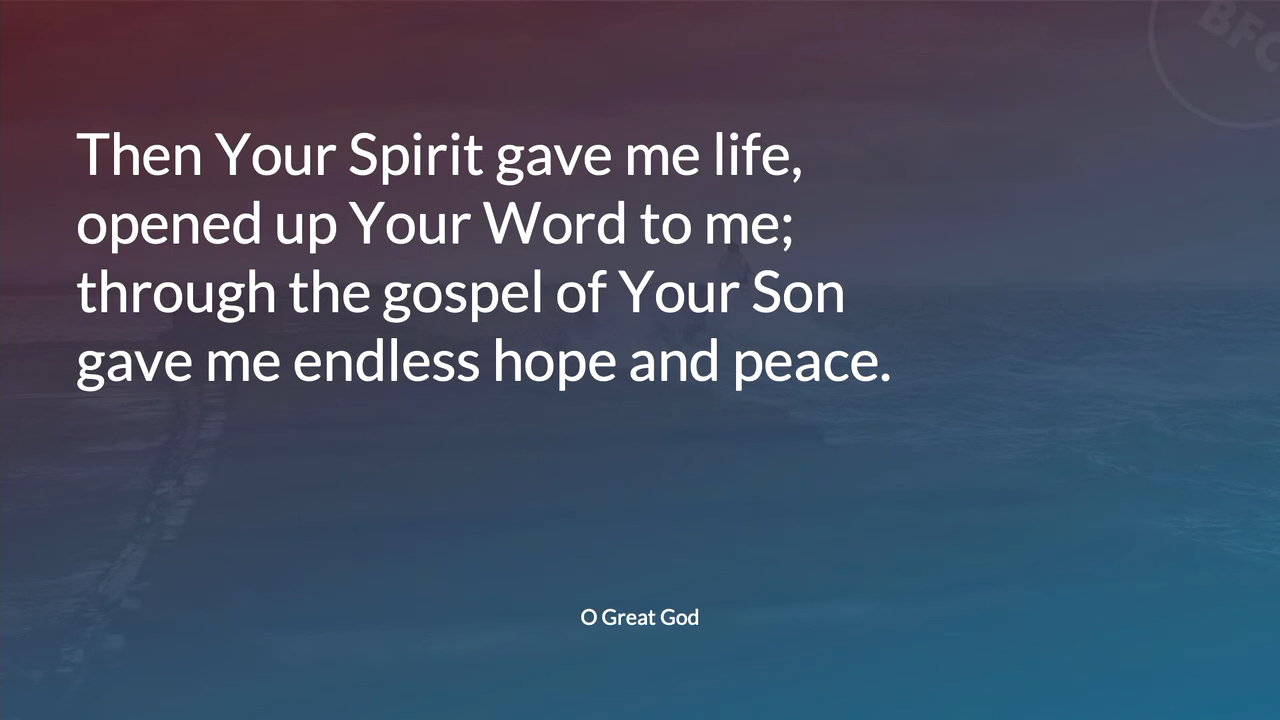 BFC
Then Your Spirit gave me life,
opened up Your Word to me;
through the gospel of Your Son
gave me endless hope and peace.
O Great God